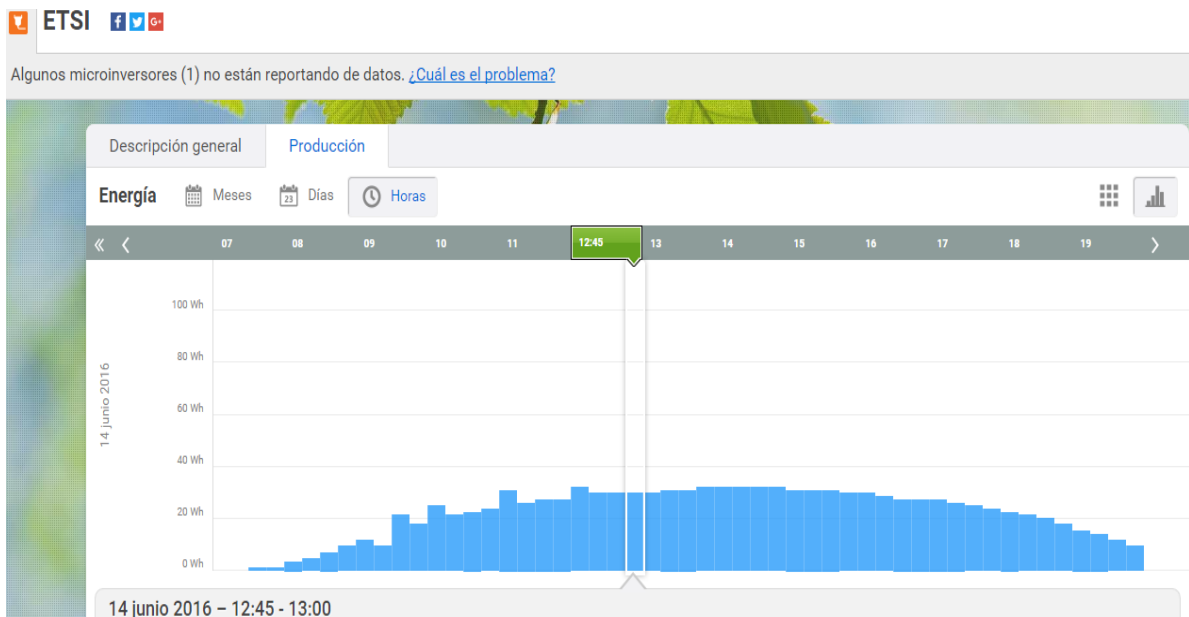 ETSI
Algunos microinversores (1) no están reportando de datos. ¿Cuál es el problema?
Descripción general Producción
Energía Meses 23 Días Horas
07 08 09 10 11 12:45 13 14 15 16 17 18 19
100 Wh
80 Wh
60 Wh
40 Wh
20 Wh
0 Wh
14 junio 2016
14 junio 2016 – 12:45 - 13:00